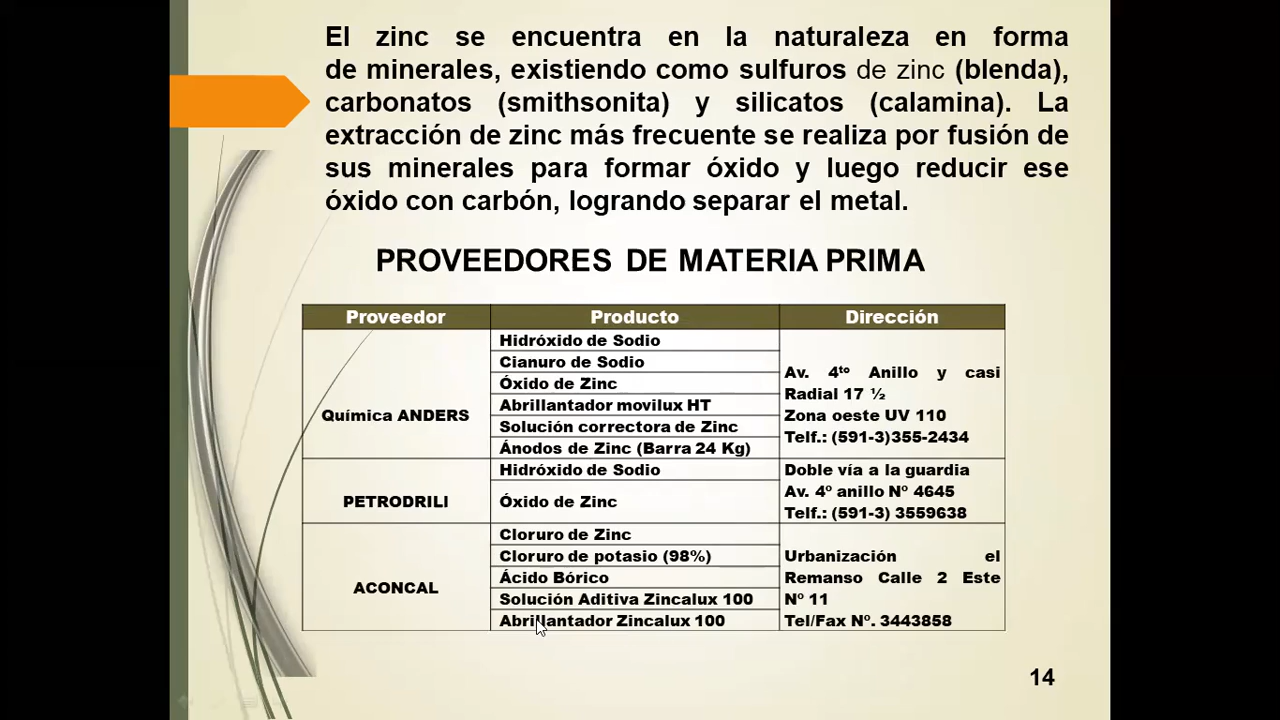 El zinc se encuentra en la naturaleza en forma
de minerales, existiendo como sulfuros de zinc (blenda),
carbonatos (smithsonita) y silicatos (calamina). La
extracción de zinc más frecuente se realiza por fusión de
sus minerales para formar óxido y luego reducir ese
óxido con carbón, logrando separar el metal.
PROVEEDORES DE MATERIA PRIMA
Proveedor Producto Dirección
Química ANDERS
Hidróxido de Sodio
Cianuro de Sodio
Óxido de Zinc
Abrillantador movilux HT
Solución correctora de Zinc
Ánodos de Zinc (Barra 24 Kg)
Av. 4to Anillo y casi
Radial 17 ½
Zona oeste UV 110
Telf.: (591-3)355-2434
PETRODRILI
Hidróxido de Sodio
Óxido de Zinc
Doble vía a la guardia
Av. 4º anillo Nº 4645
Telf.: (591-3) 3559638
ACONCAL
Cloruro de Zinc
Cloruro de potasio (98%)
Ácido Bórico
Solución Aditiva Zincalux 100
Abrillantador Zincalux 100
Urbanización el
Remanso Calle 2 Este
Nº 11
Tel/Fax Nº. 3443858
14